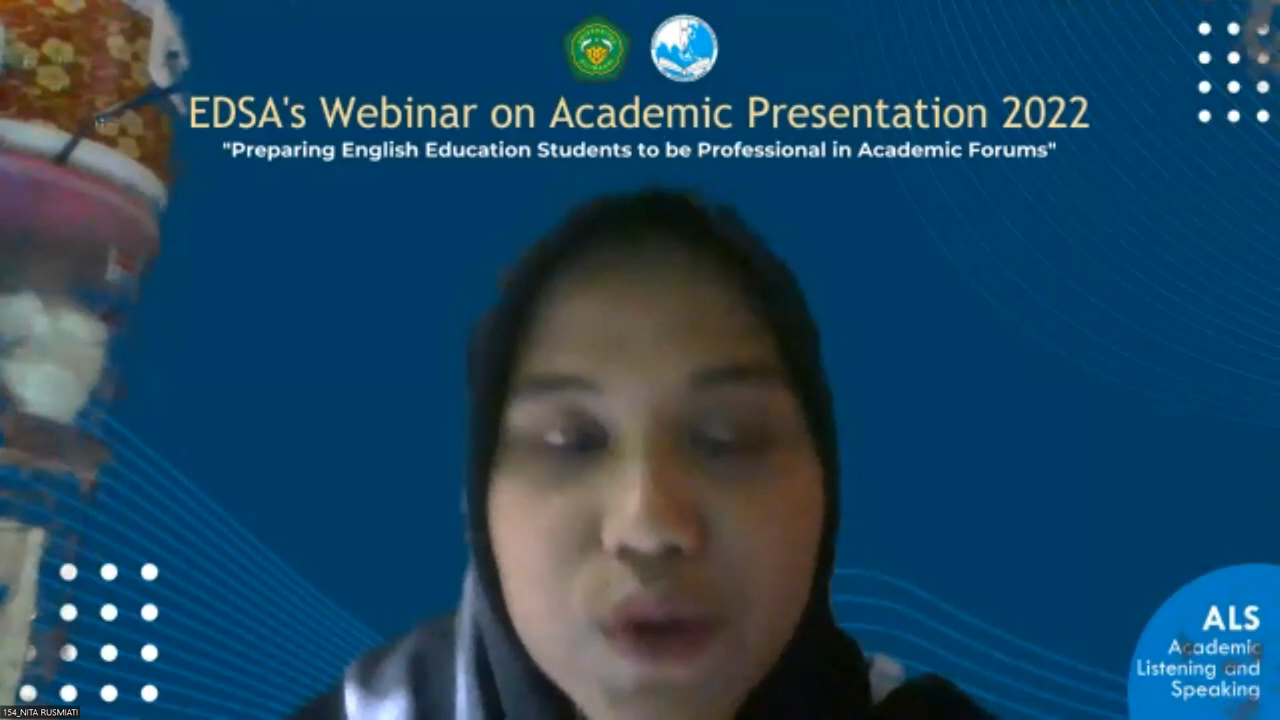 EDSA's Webinar on Academic Presentation 2022
"Preparing English Education Students to be Professional in Academic Forums"
ALS
Academic
Listening and
Speaking
154_NITA RUSMIATI